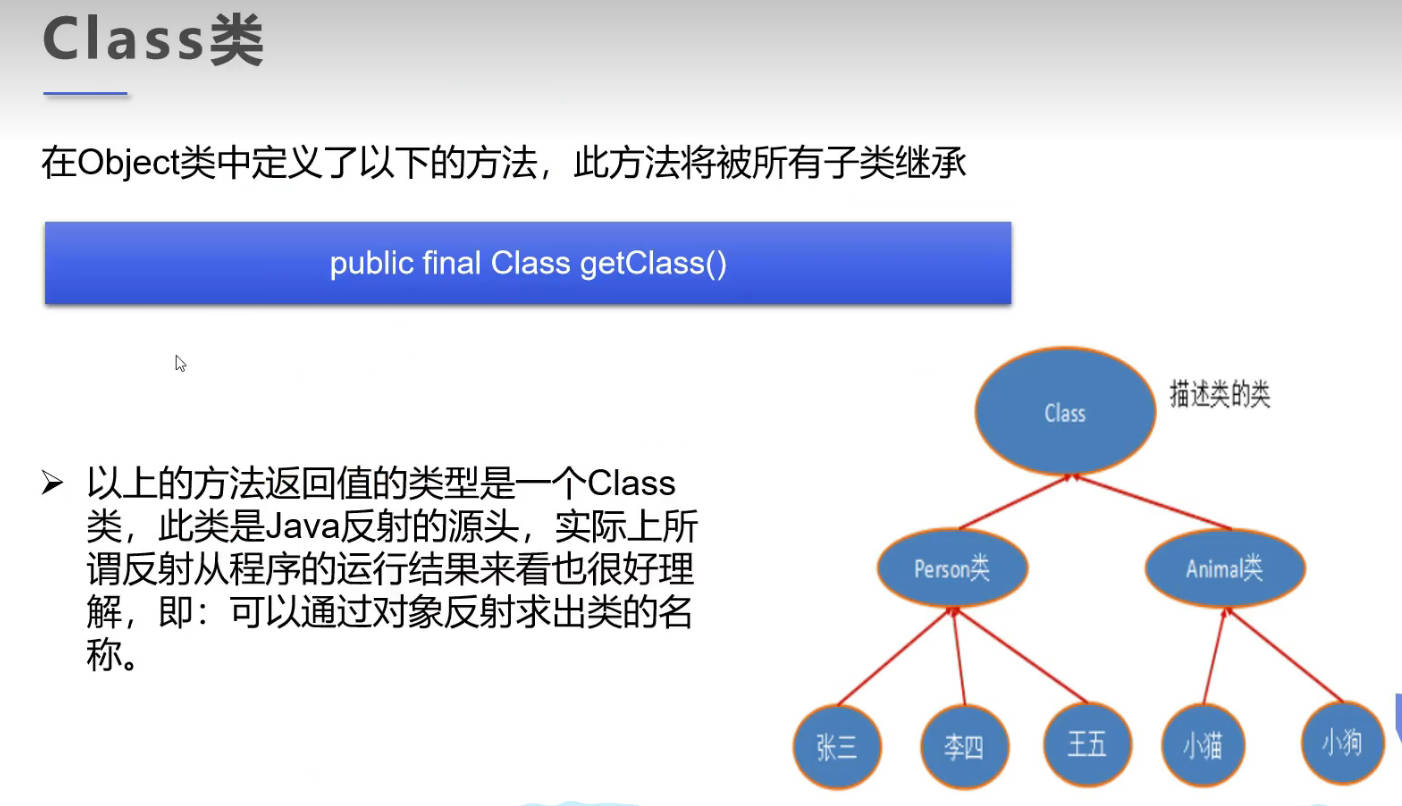 Class类
在Object类中定义了以下的方法，此方法将被所有子类继承
public final Class getClass()
Class
描述类的类
➢ 以上的方法返回值的类型是一个Class
类，此类是Java反射的源头，实际上所
谓反射从程序的运行结果来看也很好理
解，即：可以通过对象反射求出类的名
称。
Person类
Animal类
张三
李四
王五
小猫
小狗